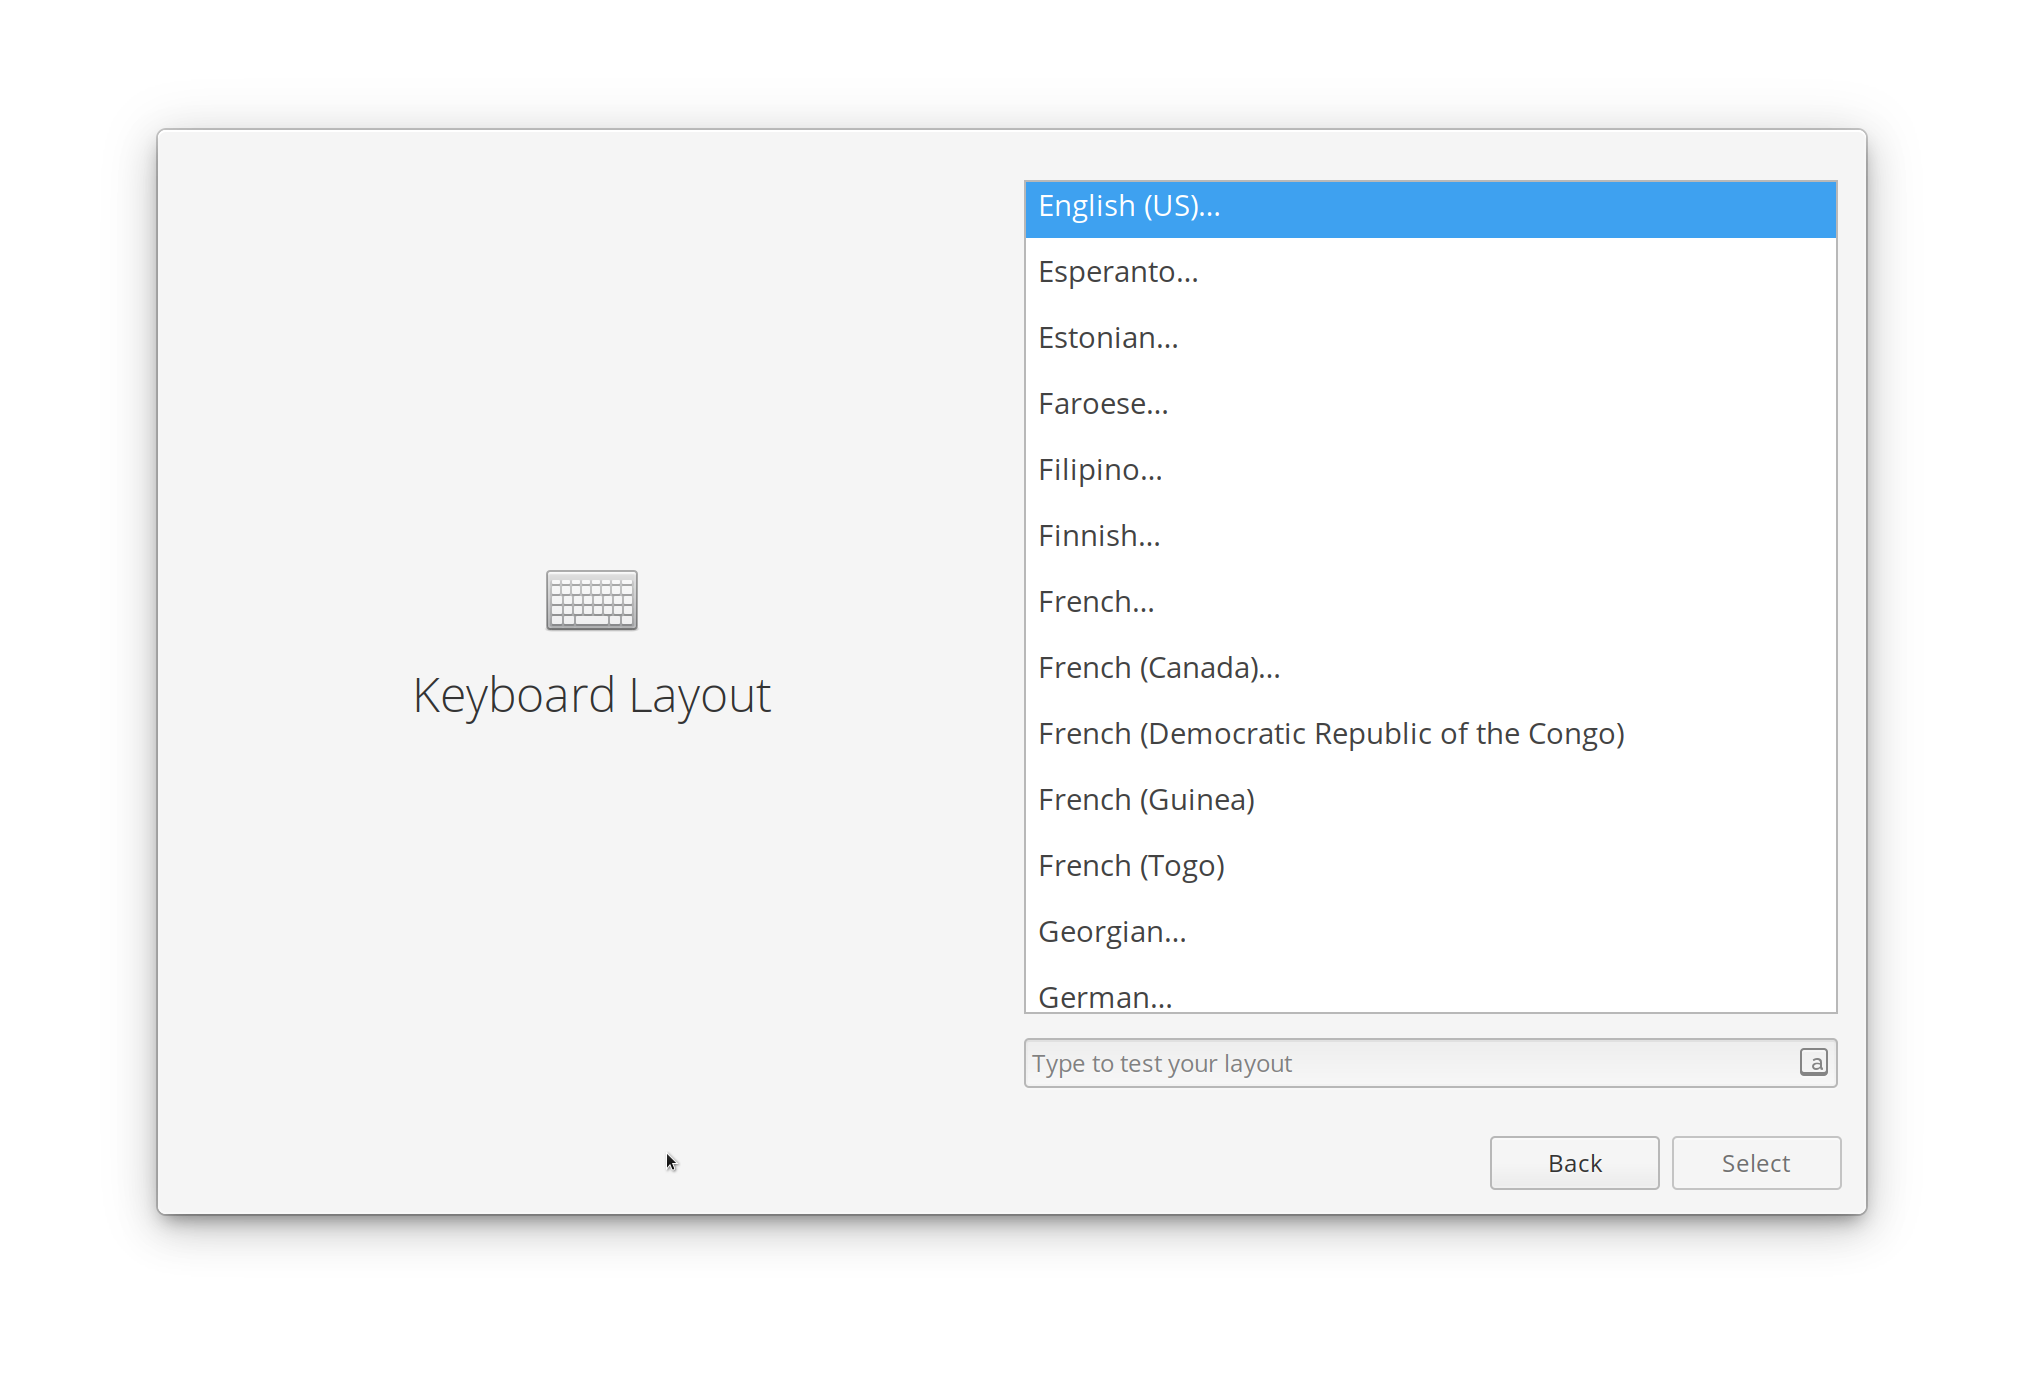 Keyboard Layout
English (US)...
Esperanto...
Estonian...
Faroese...
Filipino...
Finnish...
French...
French (Canada)...
French (Democratic Republic of the Congo)
French (Guinea)
French (Togo)
Georgian...
German...
Type to test your layout
a
Back
Select